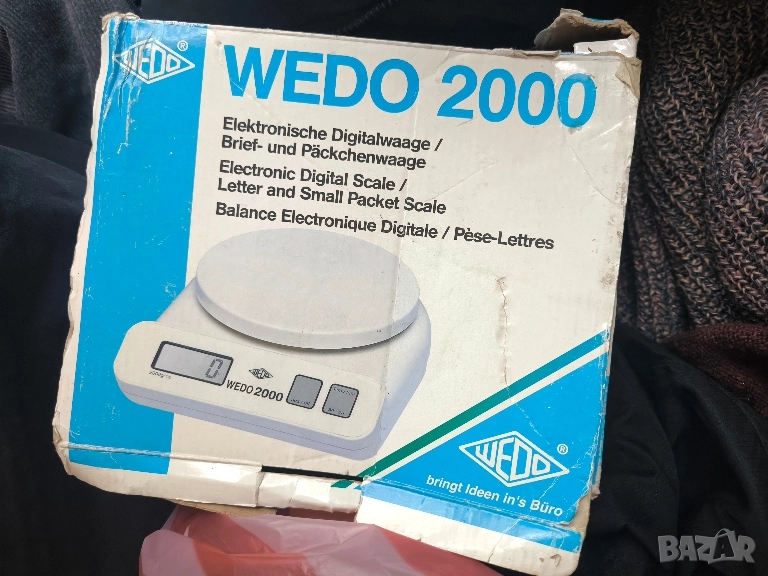 WEDO®
WEDO 2000
Elektronische Digitalwaage /
Brief- und Päckchenwaage
Electronic Digital Scale /
Letter and Small Packet Scale
Balance Electronique Digitale / Pèse-Lettres
WEDO 2000
WEDO®
bringt Ideen in's Büro
BAZAR